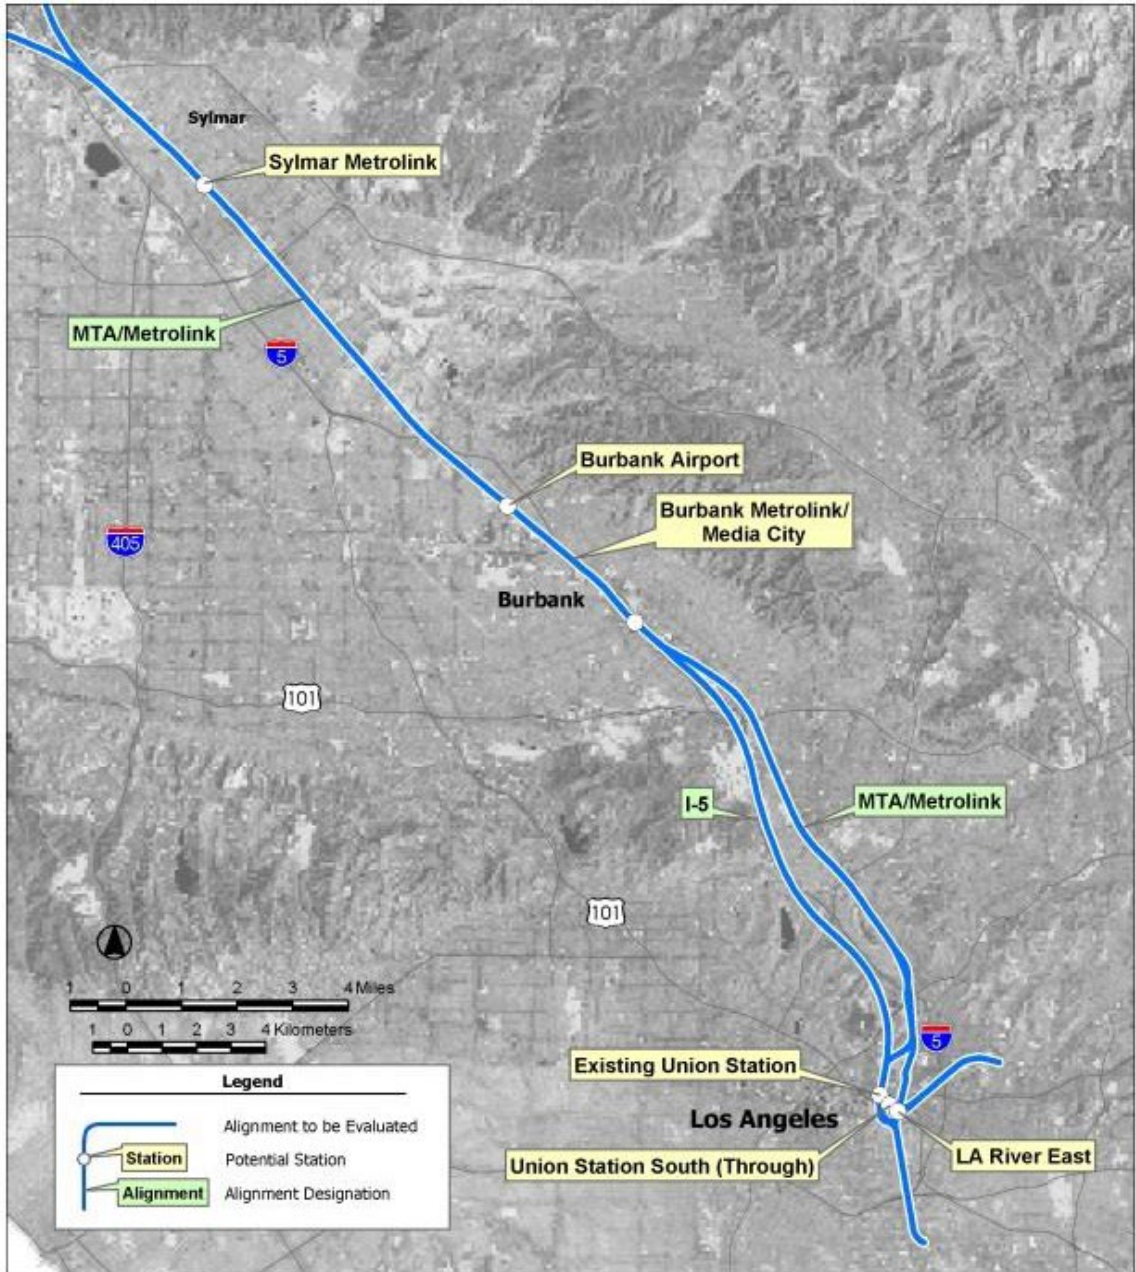 Sylmar
Sylmar Metrolink
MTA/Metrolink
5
Burbank Airport
Burbank Metrolink/
Media City
405
Burbank
101
I-5
MTA/Metrolink
101
1 0 1 2 3 4 Miles
1 0 1 2 3 4 Kilometers
5
Existing Union Station
Los Angeles
Union Station South (Through)
LA River East
Legend
Alignment to be Evaluated
Station
Potential Station
Alignment
Alignment Designation